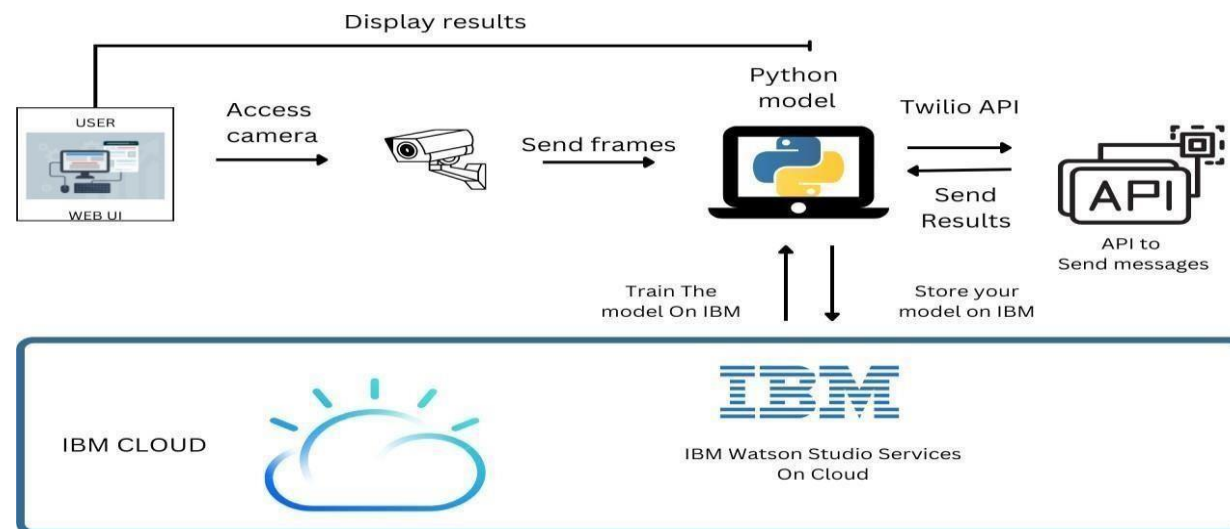 Display results
USER
WEB UI
Access
camera
Send frames
Python
model
Twilio API
Send
Results
API
API to
Send messages
Train The
model On IBM
Store your
model on IBM
IBM CLOUD
IBM
IBM Watson Studio Services
On Cloud